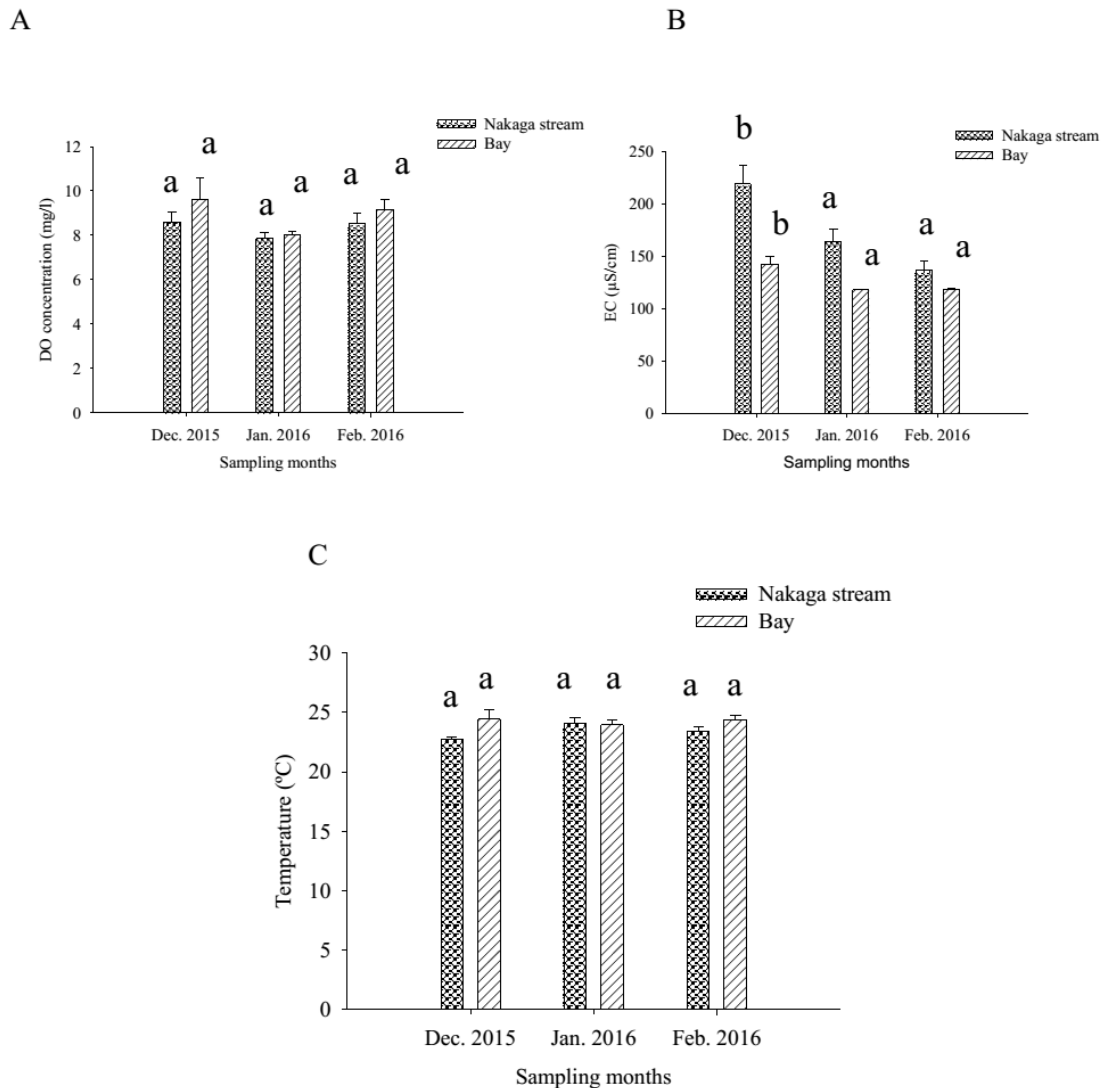 A
B
Nakaga stream
Bay
12
10
8
6
4
2
0
DO concentration (mg/l)
a
a
a
a
a
a
Dec. 2015
Jan. 2016
Feb. 2016
Sampling months
Nakaga stream
Bay
250
200
150
100
50
0
EC (µS/cm)
b
b
a
a
a
a
Dec. 2015
Jan. 2016
Feb. 2016
Sampling months
C
Nakaga stream
Bay
30
25
20
15
10
5
0
Temperature (ºC)
a
a
a
a
a
a
Dec. 2015
Jan. 2016
Feb. 2016
Sampling months